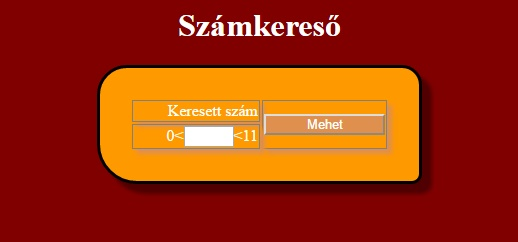 Számkereső
Keresett szám
Mehet
0< <11